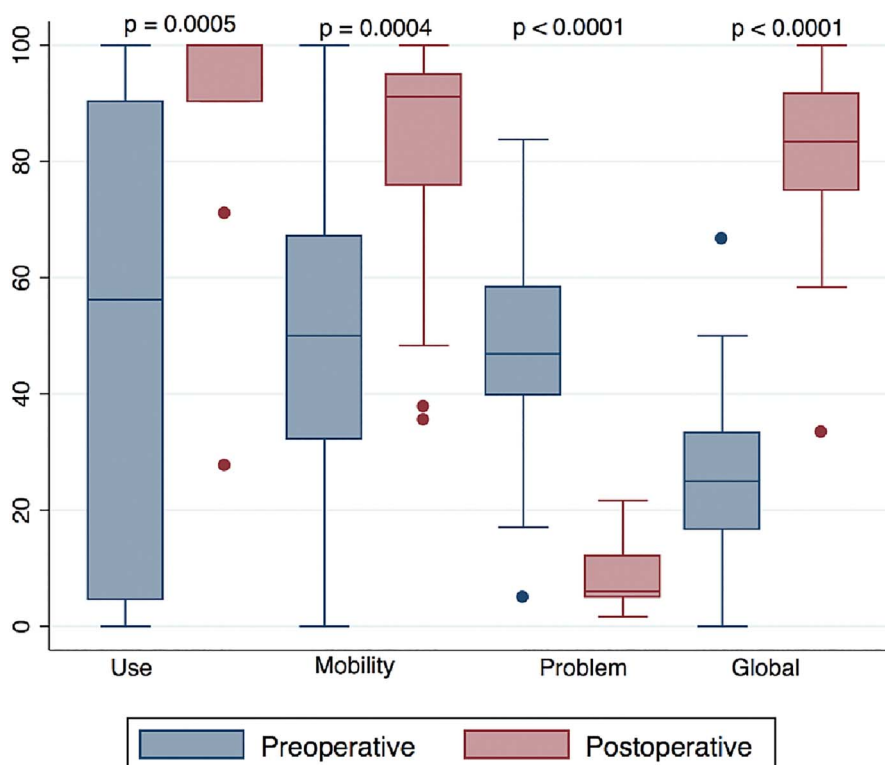 p = 0.0005 p = 0.0004 p < 0.0001 p < 0.0001
100
80
60
40
20
0
Use Mobility Problem Global
Preoperative Postoperative